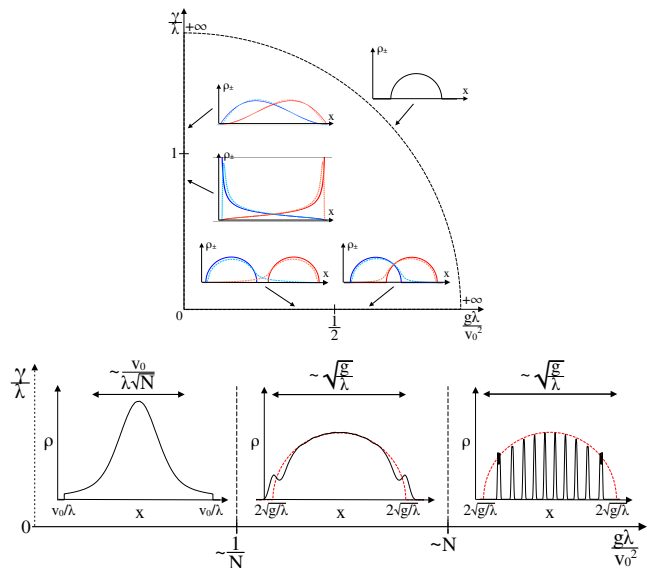 γ/λ
+∞
ρ±
x
ρ±
x
1
ρ±
x
ρ±
x
ρ±
x
0
1/2
+∞
gλ/v₀²
γ/λ
~ v₀/(λ√N)
~ √(g/λ)
~ √(g/λ)
ρ
ρ
ρ
v₀/λ x v₀/λ
2√g/λ x 2√g/λ
2√g/λ x 2√g/λ
0
~1/N
~N
gλ/v₀²